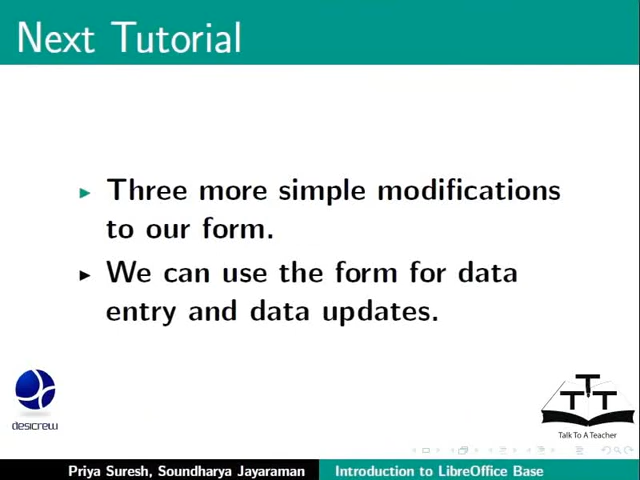 Next Tutorial
Three more simple modifications
to our form.
We can use the form for data
entry and data updates.
desicrew
T
T T
Talk To A Teacher
Priya Suresh, Soundharya Jayaraman Introduction to LibreOffice Base